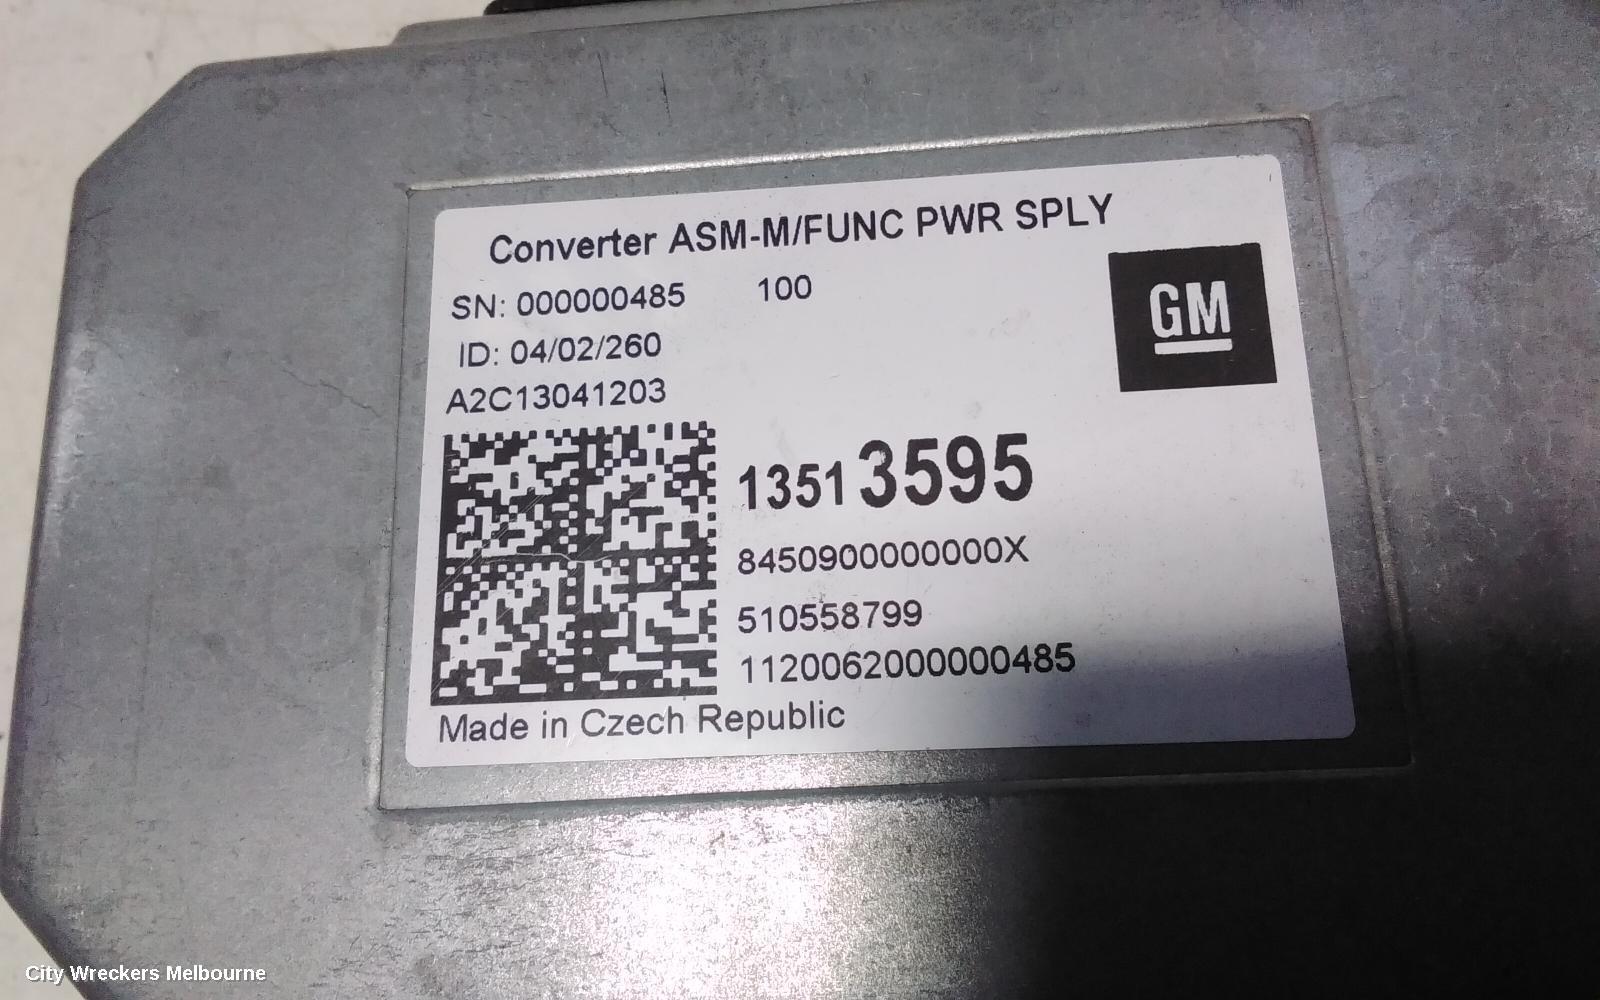 Converter ASM-M/FUNC PWR SPLY
SN: 000000485 100
ID: 04/02/260
A2C13041203
GM
13513595
8450900000000X
510558799
1120062000000485
Made in Czech Republic
City Wreckers Melbourne